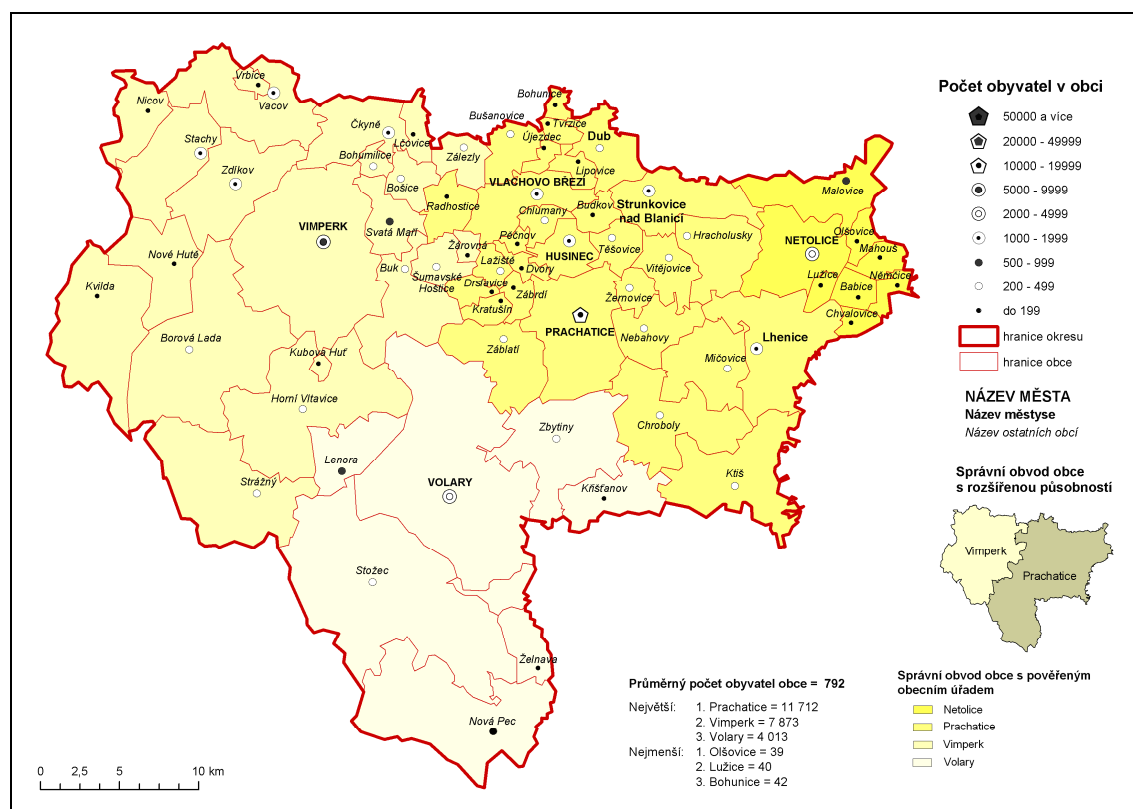 Bohunice
Vrbice
Nicov
Vacov
Bušanovice
Tvrzice
Čkyně
Lčovice
Újezdec
Dub
Stachy
Bohumilice
Zálezly
Lipovice
Zdíkov
Bošice
VLACHOVO BŘEZÍ
Malovice
Radhostice
Budkov
Strunkovice
nad Blanicí
Chlumany
VIMPERK
Svatá Maří
Pěčnov
Těšovice
Hracholusky
Olšovice
NETOLICE
Mahouš
Žárovná
HUSINEC
Nové Hutě
Buk
Šumavské
Hoštice
Lažiště
Dvory
Vitějovice
Lužice
Němčice
Kvilda
Drslavice
Zábrdí
Žernovice
Babice
Kratušín
Chvalovice
PRACHATICE
Nebahovy
Lhenice
Borová Lada
Záblatí
Kubova Huť
Mičovice
Horní Vltavice
Zbytiny
Chroboly
Lenora
Strážný
VOLARY
Křišťanov
Ktiš
Stožec
Želnava
Nová Pec
0 2,5 5 10 km
Počet obyvatel v obci
50000 a více
20000 - 49999
10000 - 19999
5000 - 9999
2000 - 4999
1000 - 1999
500 - 999
200 - 499
do 199
hranice okresu
hranice obce
NÁZEV MĚSTA
Název městyse
Název ostatních obcí
Správní obvod obce
s rozšířenou působností
Vimperk
Prachatice
Průměrný počet obyvatel obce = 792
Největší: 1. Prachatice = 11 712
2. Vimperk = 7 873
3. Volary = 4 013
Nejmenší: 1. Olšovice = 39
2. Lužice = 40
3. Bohunice = 42
Správní obvod obce s pověřeným
obecním úřadem
Netolice
Prachatice
Vimperk
Volary